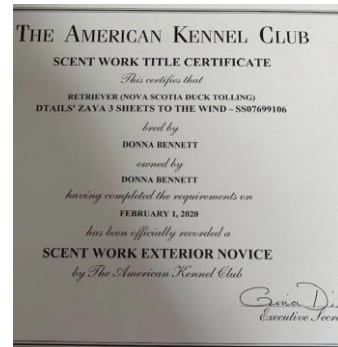 THE AMERICAN KENNEL CLUB
SCENT WORK TITLE CERTIFICATE
This certifies that
RETRIEVER (NOVA SCOTIA DUCK TOLLING)
DTAILS' ZAYA 3 SHEETS TO THE WIND ~ SS07699106
bred by
DONNA BENNETT
owned by
DONNA BENNETT
having completed the requirements on
FEBRUARY 1, 2020
has been officially recorded a
SCENT WORK EXTERIOR NOVICE
by The American Kennel Club
Executive